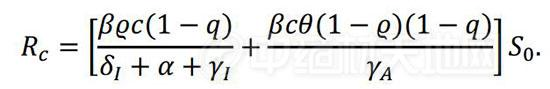 R_c = [ βϱc(1 − q) / (δ_I + α + γ_I) + βcθ(1 − ϱ)(1 − q) / γ_A ] S_0.